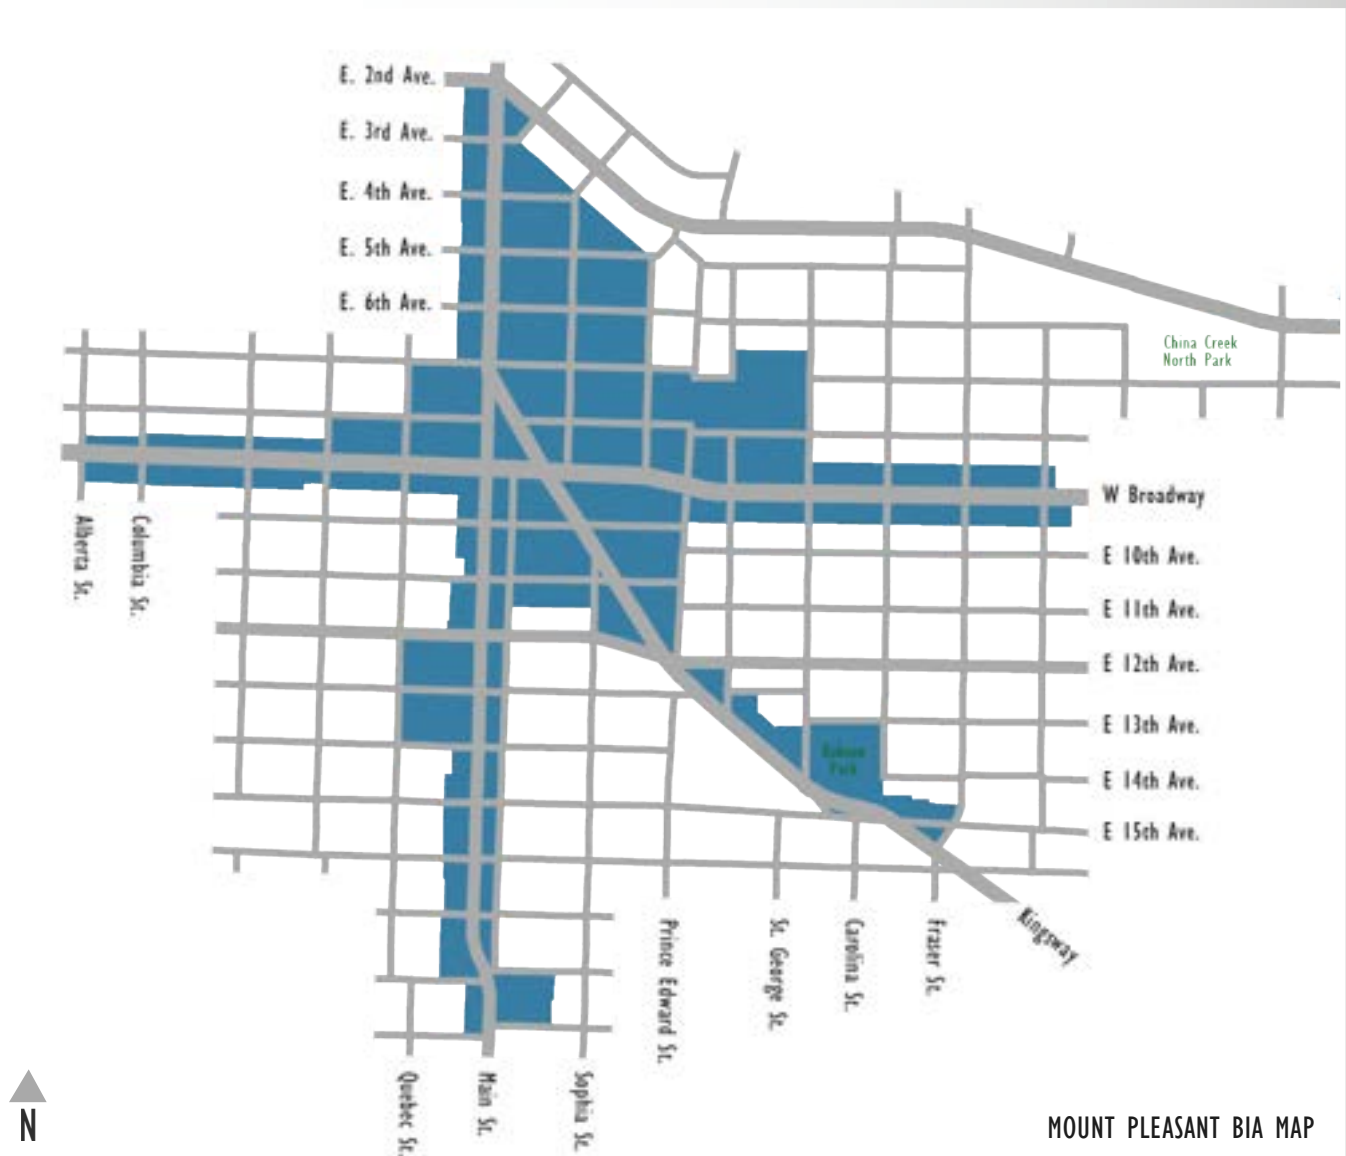 E. 2nd Ave.
E. 3rd Ave.
E. 4th Ave.
E. 5th Ave.
E. 6th Ave.
China Creek
North Park
W Broadway
Alberta St.
Columbia St.
E 10th Ave.
E 11th Ave.
E 12th Ave.
E 13th Ave.
Park
E 14th Ave.
E 15th Ave.
Kingsway
Prince Edward St.
St. George St.
Carolina St.
Fraser St.
Quebec St.
Main St.
Sophia St.
N
MOUNT PLEASANT BIA MAP